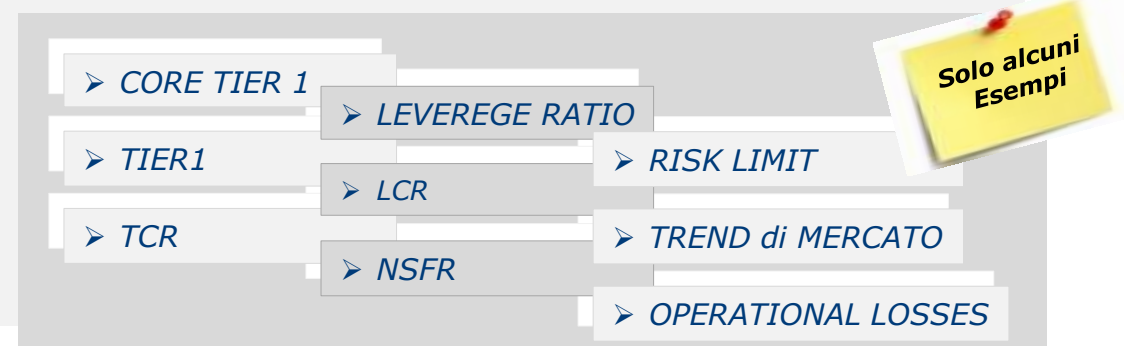 ➢ CORE TIER 1
➢ TIER1
➢ TCR
➢ LEVEREGE RATIO
➢ LCR
➢ NSFR
➢ RISK LIMIT
➢ TREND di MERCATO
➢ OPERATIONAL LOSSES
Solo alcuni
Esempi